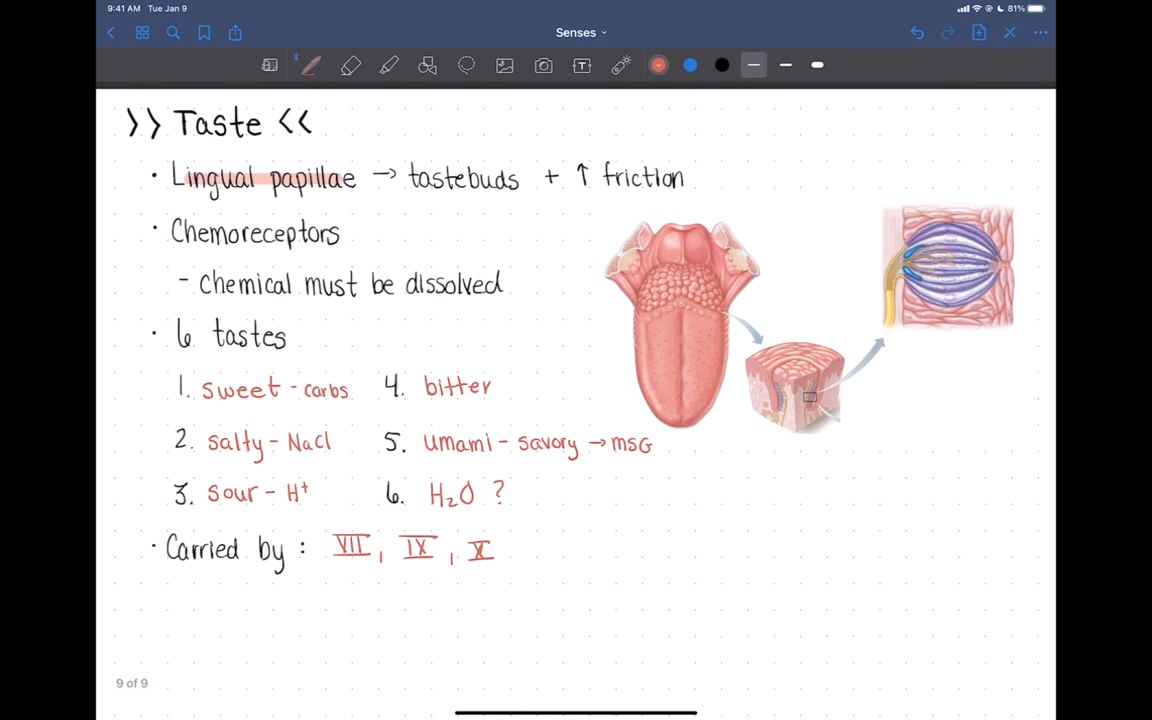 9:41 AM Tue Jan 9
81%
Senses
>> Taste <<
· Lingual papillae → tastebuds + ↑ friction
· Chemoreceptors
- chemical must be dissolved
· 6 tastes
1. sweet - carbs
4. bitter
2. salty - NaCl
5. umami - savory → MSG
3. sour - H⁺
6. H₂O ?
· Carried by : VII, IX, X
9 of 9